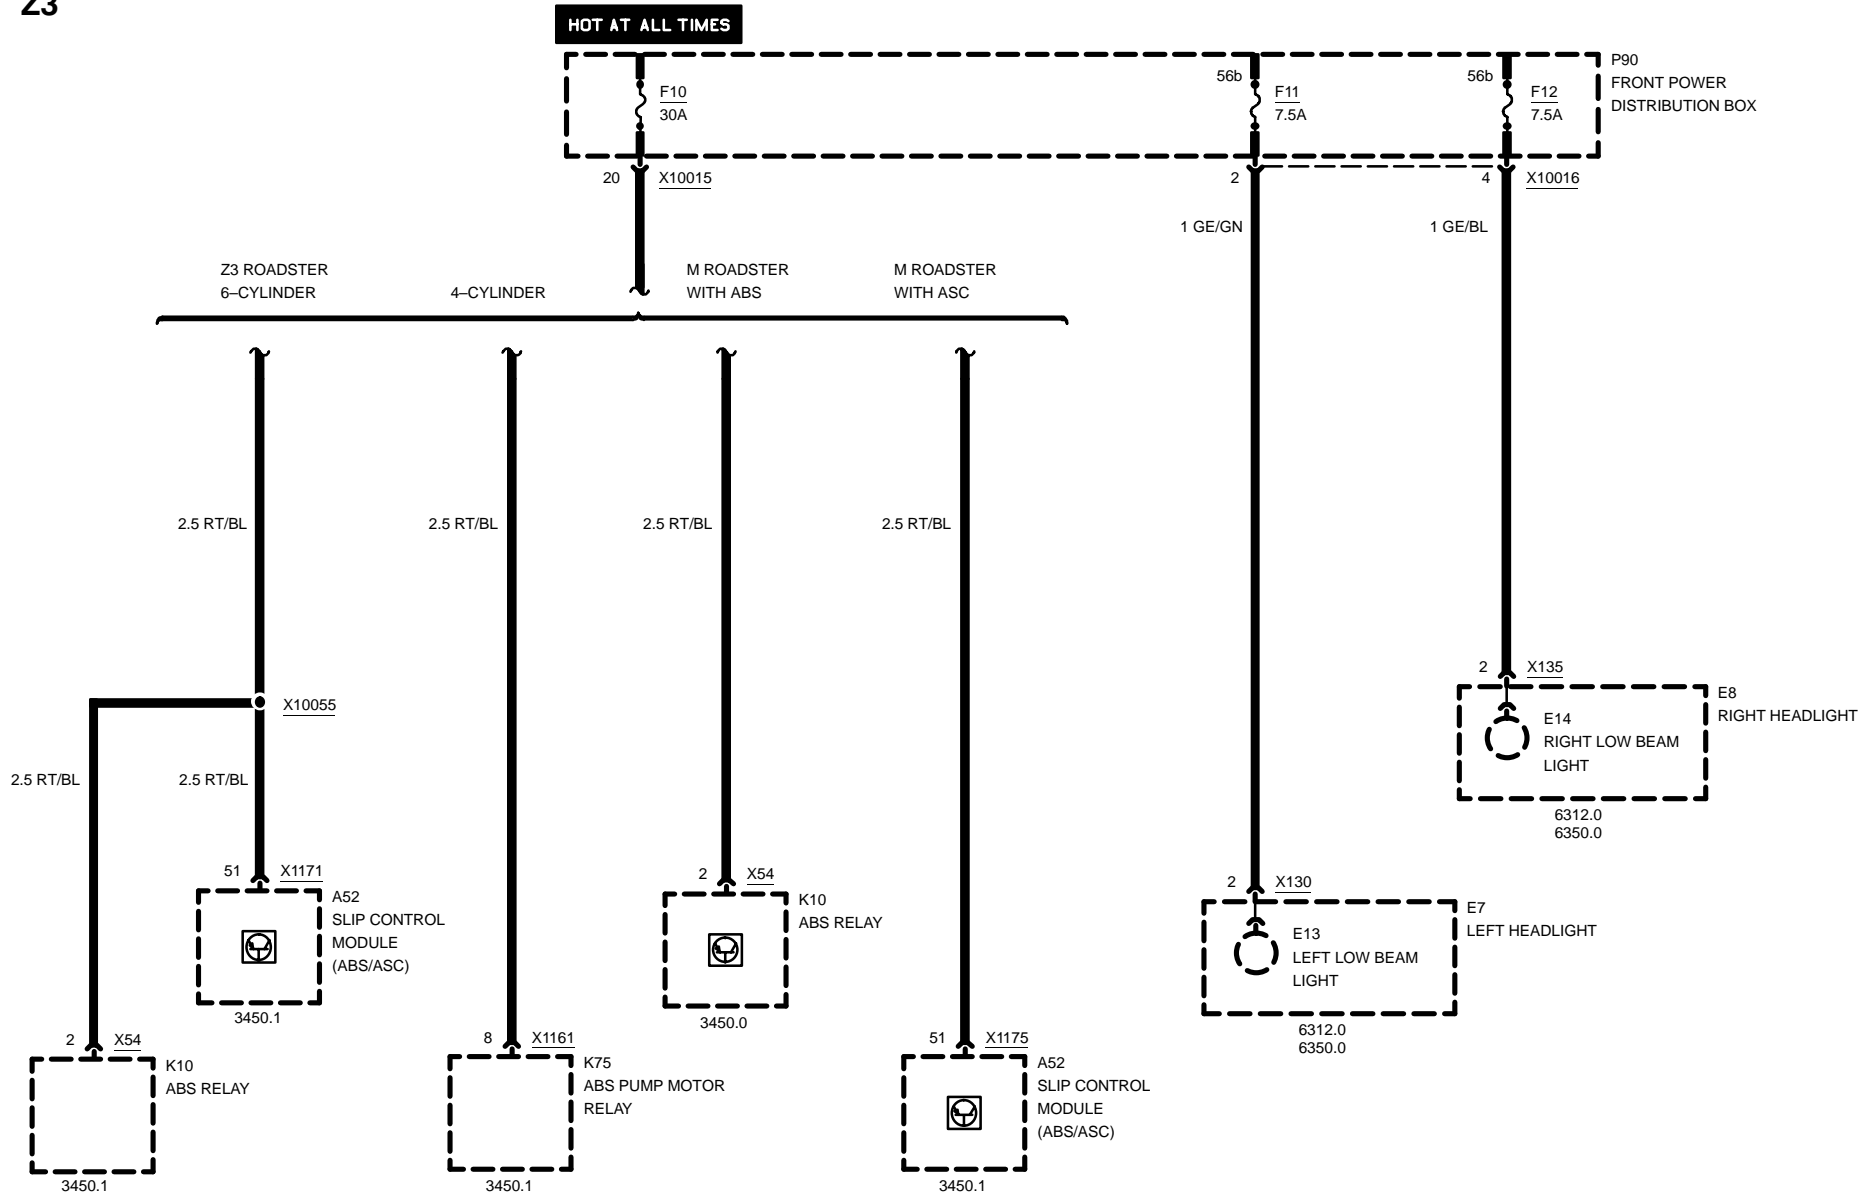 Z3
HOT AT ALL TIMES
F10
30A
56b
F11
7.5A
56b
F12
7.5A
P90
FRONT POWER
DISTRIBUTION BOX
20
X10015
2
4
X10016
1 GE/GN
1 GE/BL
Z3 ROADSTER
6–CYLINDER
4–CYLINDER
M ROADSTER
WITH ABS
M ROADSTER
WITH ASC
2.5 RT/BL
2.5 RT/BL
2.5 RT/BL
2.5 RT/BL
X10055
2.5 RT/BL
2.5 RT/BL
2
X135
E8
RIGHT HEADLIGHT
E14
RIGHT LOW BEAM
LIGHT
6312.0
6350.0
51
X1171
A52
SLIP CONTROL
MODULE
(ABS/ASC)
3450.1
2
X54
K10
ABS RELAY
3450.0
2
X130
E7
LEFT HEADLIGHT
E13
LEFT LOW BEAM
LIGHT
6312.0
6350.0
2
X54
K10
ABS RELAY
3450.1
8
X1161
K75
ABS PUMP MOTOR
RELAY
3450.1
51
X1175
A52
SLIP CONTROL
MODULE
(ABS/ASC)
3450.1